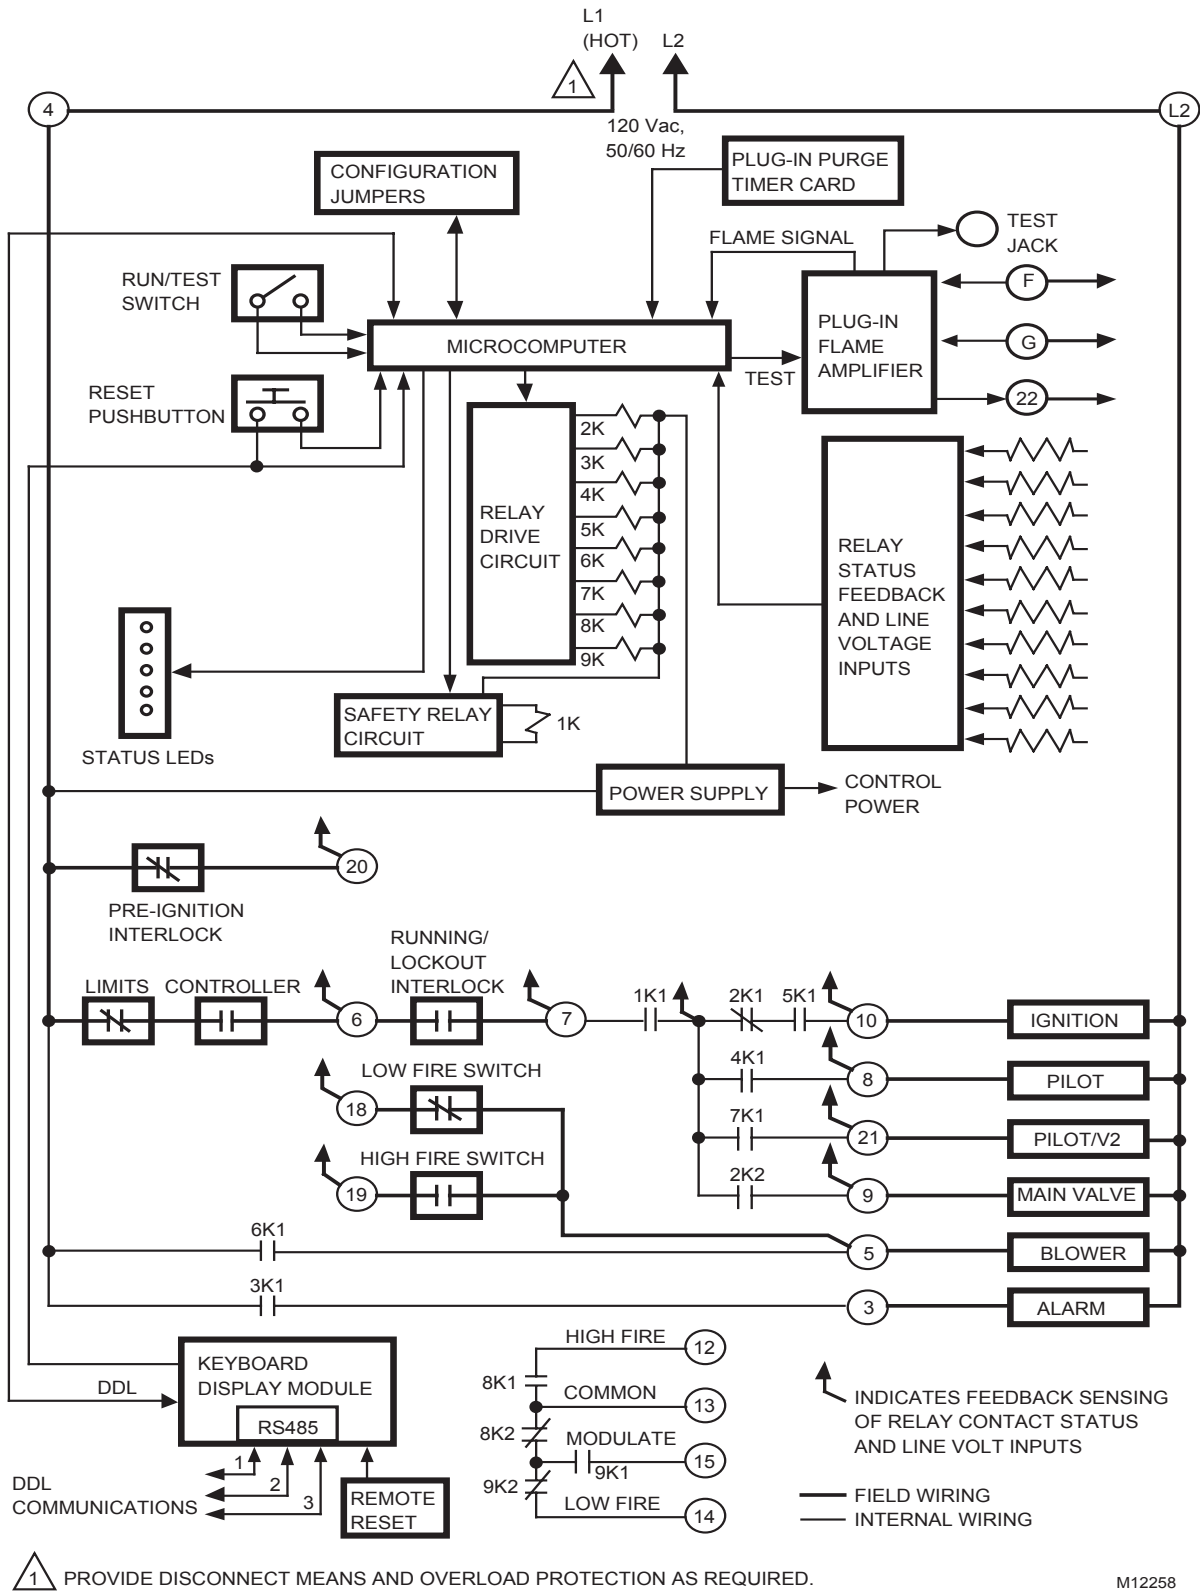 L1
(HOT)
L2
1
4
L2
120 Vac,
50/60 Hz
CONFIGURATION
JUMPERS
PLUG-IN PURGE
TIMER CARD
FLAME SIGNAL
TEST
JACK
RUN/TEST
SWITCH
F
PLUG-IN
FLAME
AMPLIFIER
MICROCOMPUTER
G
TEST
RESET
PUSHBUTTON
22
2K
3K
4K
5K
6K
7K
8K
9K
RELAY
DRIVE
CIRCUIT
RELAY
STATUS
FEEDBACK
AND LINE
VOLTAGE
INPUTS
STATUS LEDs
SAFETY RELAY
CIRCUIT
1K
POWER SUPPLY
CONTROL
POWER
20
PRE-IGNITION
INTERLOCK
RUNNING/
LOCKOUT
INTERLOCK
LIMITS
CONTROLLER
6
7
1K1
2K1
5K1
10
IGNITION
LOW FIRE SWITCH
4K1
8
PILOT
18
7K1
21
PILOT/V2
HIGH FIRE SWITCH
19
2K2
9
MAIN VALVE
6K1
5
BLOWER
3K1
3
ALARM
KEYBOARD
DISPLAY MODULE
RS485
DDL
1
2
3
DDL
COMMUNICATIONS
REMOTE
RESET
HIGH FIRE
12
8K1
COMMON
13
8K2
MODULATE
15
9K1
9K2
LOW FIRE
14
INDICATES FEEDBACK SENSING
OF RELAY CONTACT STATUS
AND LINE VOLT INPUTS
FIELD WIRING
INTERNAL WIRING
1 PROVIDE DISCONNECT MEANS AND OVERLOAD PROTECTION AS REQUIRED.
M12258